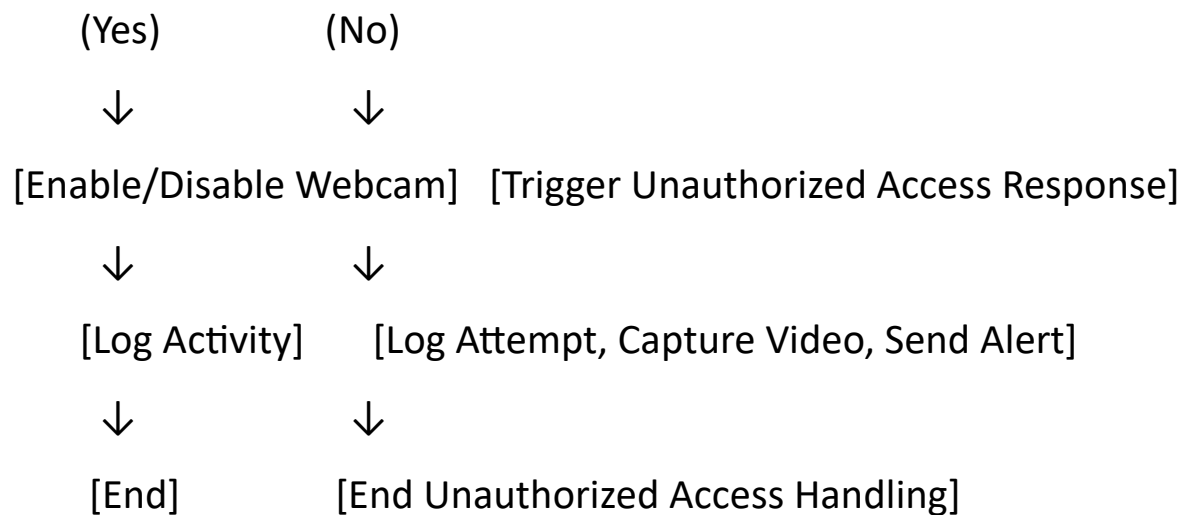 (Yes) (No)
↓ ↓
[Enable/Disable Webcam] [Trigger Unauthorized Access Response]
↓ ↓
[Log Activity] [Log Attempt, Capture Video, Send Alert]
↓ ↓
[End] [End Unauthorized Access Handling]